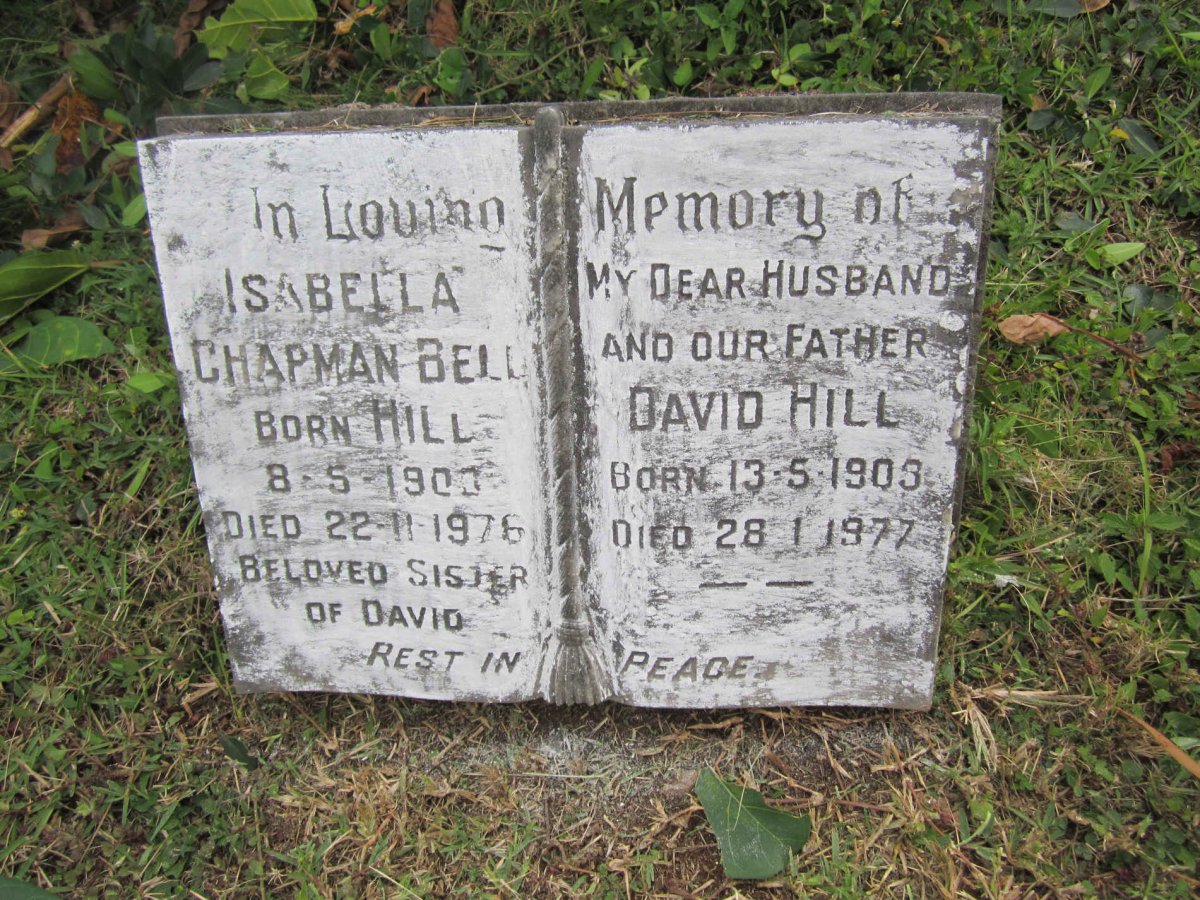 In Loving
ISABELLA
CHAPMAN BELL
BORN HILL
8-5-1903
DIED 22-11-1976
BELOVED SISTER
OF DAVID
REST IN
Memory of
MY DEAR HUSBAND
AND OUR FATHER
DAVID HILL
BORN 13-5-1903
DIED 28 1 1977
PEACE.